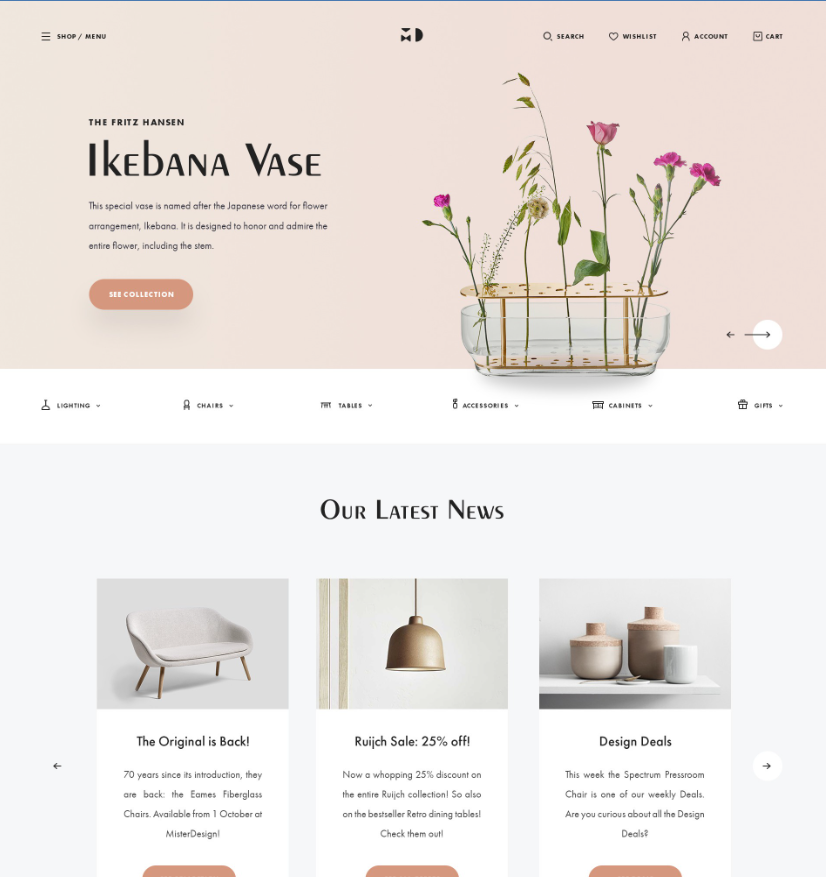 SHOP / MENU
SEARCH
WISHLIST
ACCOUNT
CART
THE FRITZ HANSEN
Ikebana Vase
This special vase is named after the Japanese word for flower
arrangement, Ikebana. It is designed to honor and admire the
entire flower, including the stem.
SEE COLLECTION
LIGHTING
CHAIRS
TABLES
ACCESSORIES
CABINETS
GIFTS
Our Latest News
The Original is Back!
70 years since its introduction, they
are back: the Eames Fiberglass
Chairs. Available from 1 October at
MisterDesign!
Ruijch Sale: 25% off!
Now a whopping 25% discount on
the entire Ruijch collection! So also
on the bestseller Retro dining tables!
Check them out!
Design Deals
This week the Spectrum Pressroom
Chair is one of our weekly Deals.
Are you curious about all the Design
Deals?